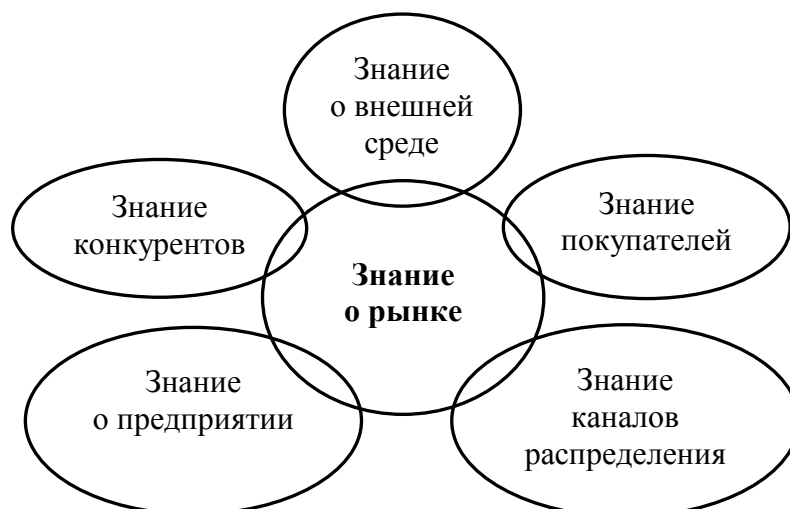 Знание
о внешней
среде
Знание
конкурентов
Знание
покупателей
Знание
о рынке
Знание
о предприятии
Знание
каналов
распределения